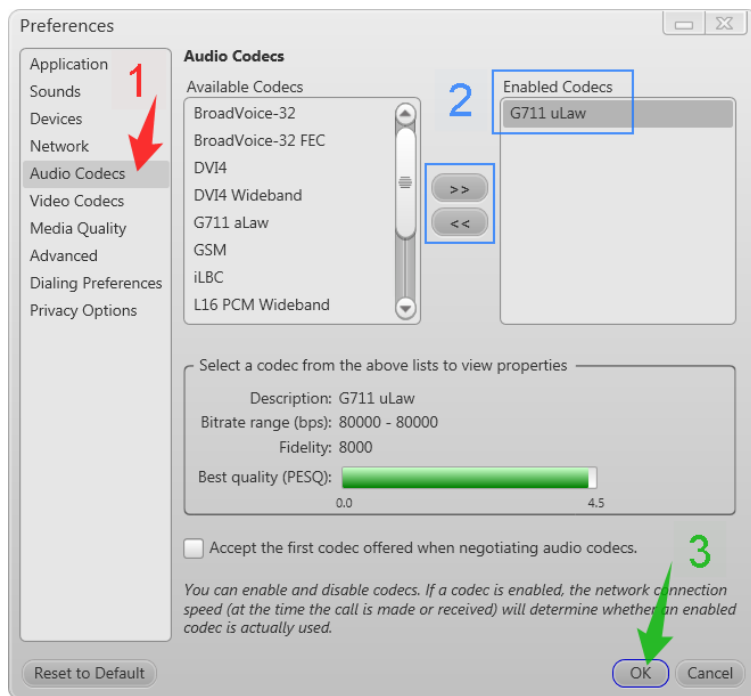 Preferences
Application
Sounds
Devices
Network
Audio Codecs
Video Codecs
Media Quality
Advanced
Dialing Preferences
Privacy Options
1
Audio Codecs
Available Codecs
BroadVoice-32
BroadVoice-32 FEC
DVI4
DVI4 Wideband
G711 aLaw
GSM
iLBC
L16 PCM Wideband
2
>>
<<
Enabled Codecs
G711 uLaw
Select a codec from the above lists to view properties
Description: G711 uLaw
Bitrate range (bps): 80000 - 80000
Fidelity: 8000
Best quality (PESQ):
0.0 4.5
Accept the first codec offered when negotiating audio codecs.
3
You can enable and disable codecs. If a codec is enabled, the network connection
speed (at the time the call is made or received) will determine whether an enabled
codec is actually used.
Reset to Default
OK
Cancel